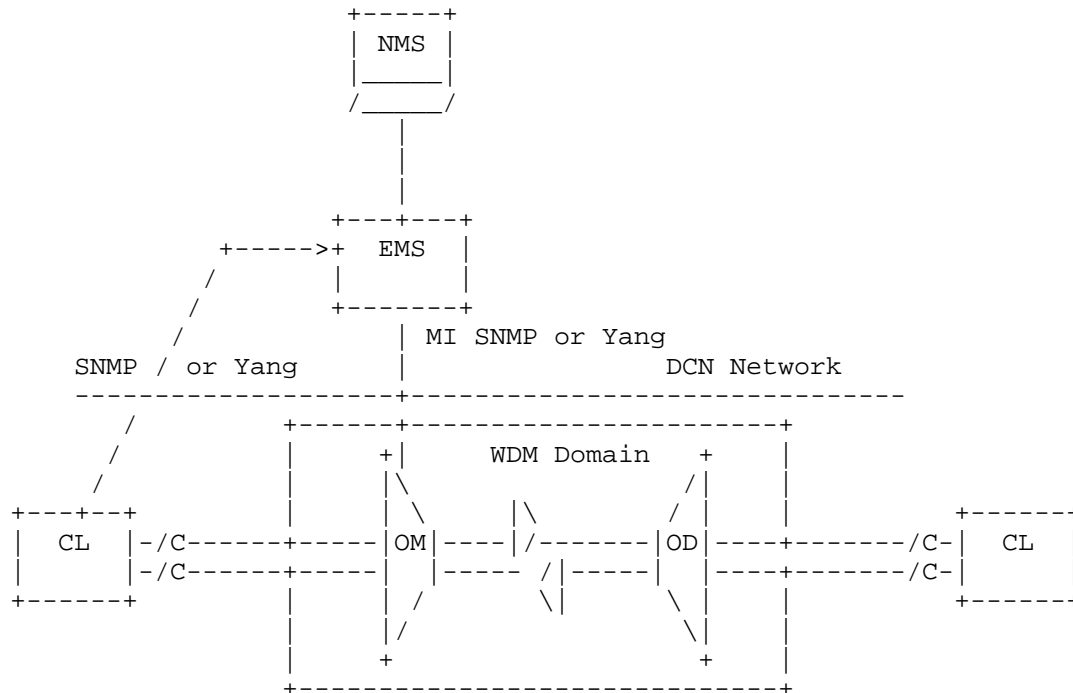 NMS
EMS
MI SNMP or Yang
SNMP / or Yang DCN Network
WDM Domain
CL -/C OM OD /C- CL
-/C /C-